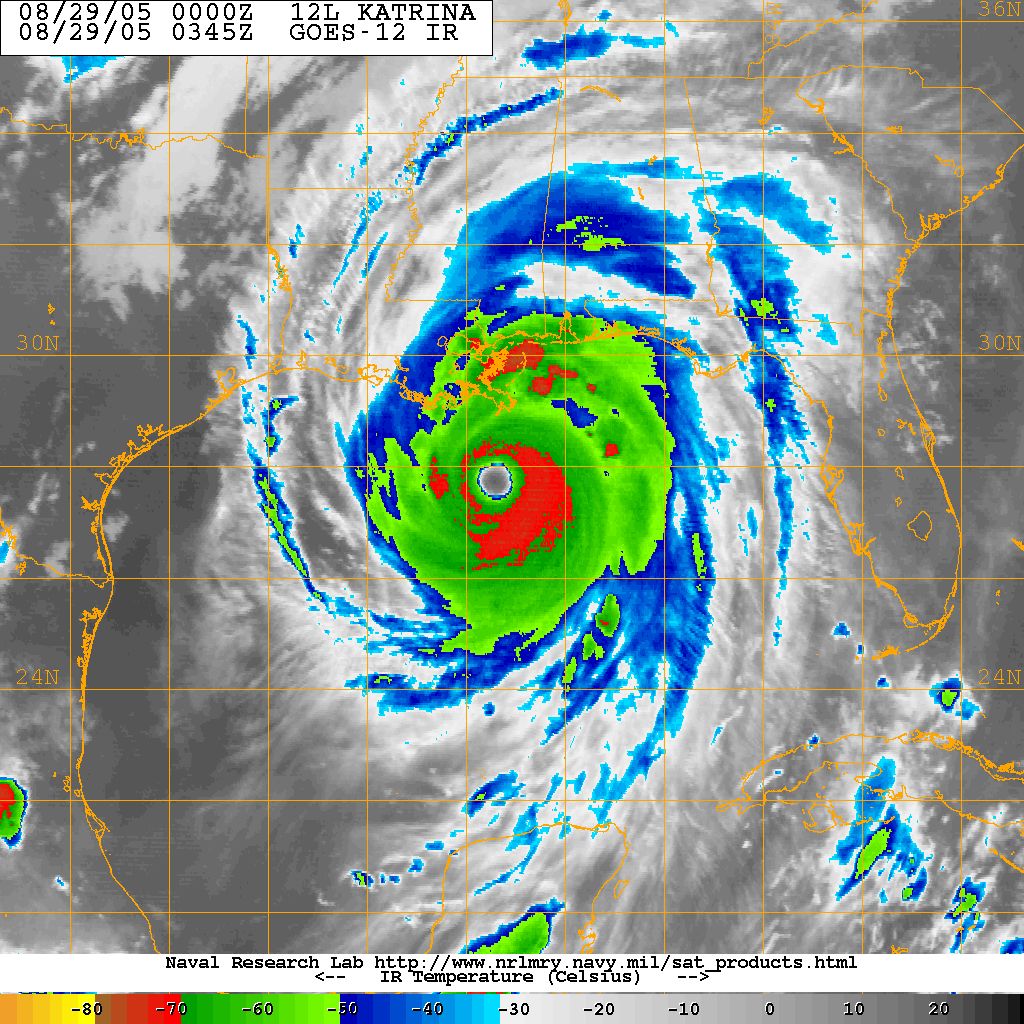 08/29/05 0000Z 12L KATRINA
08/29/05 0345Z GOES-12 IR
36N
30N 30N
24N 24N
Naval Research Lab http://www.nrlmry.navy.mil/sat_products.html
<-- IR Temperature (Celsius) -->
-80 -70 -60 -50 -40 -30 -20 -10 0 10 20